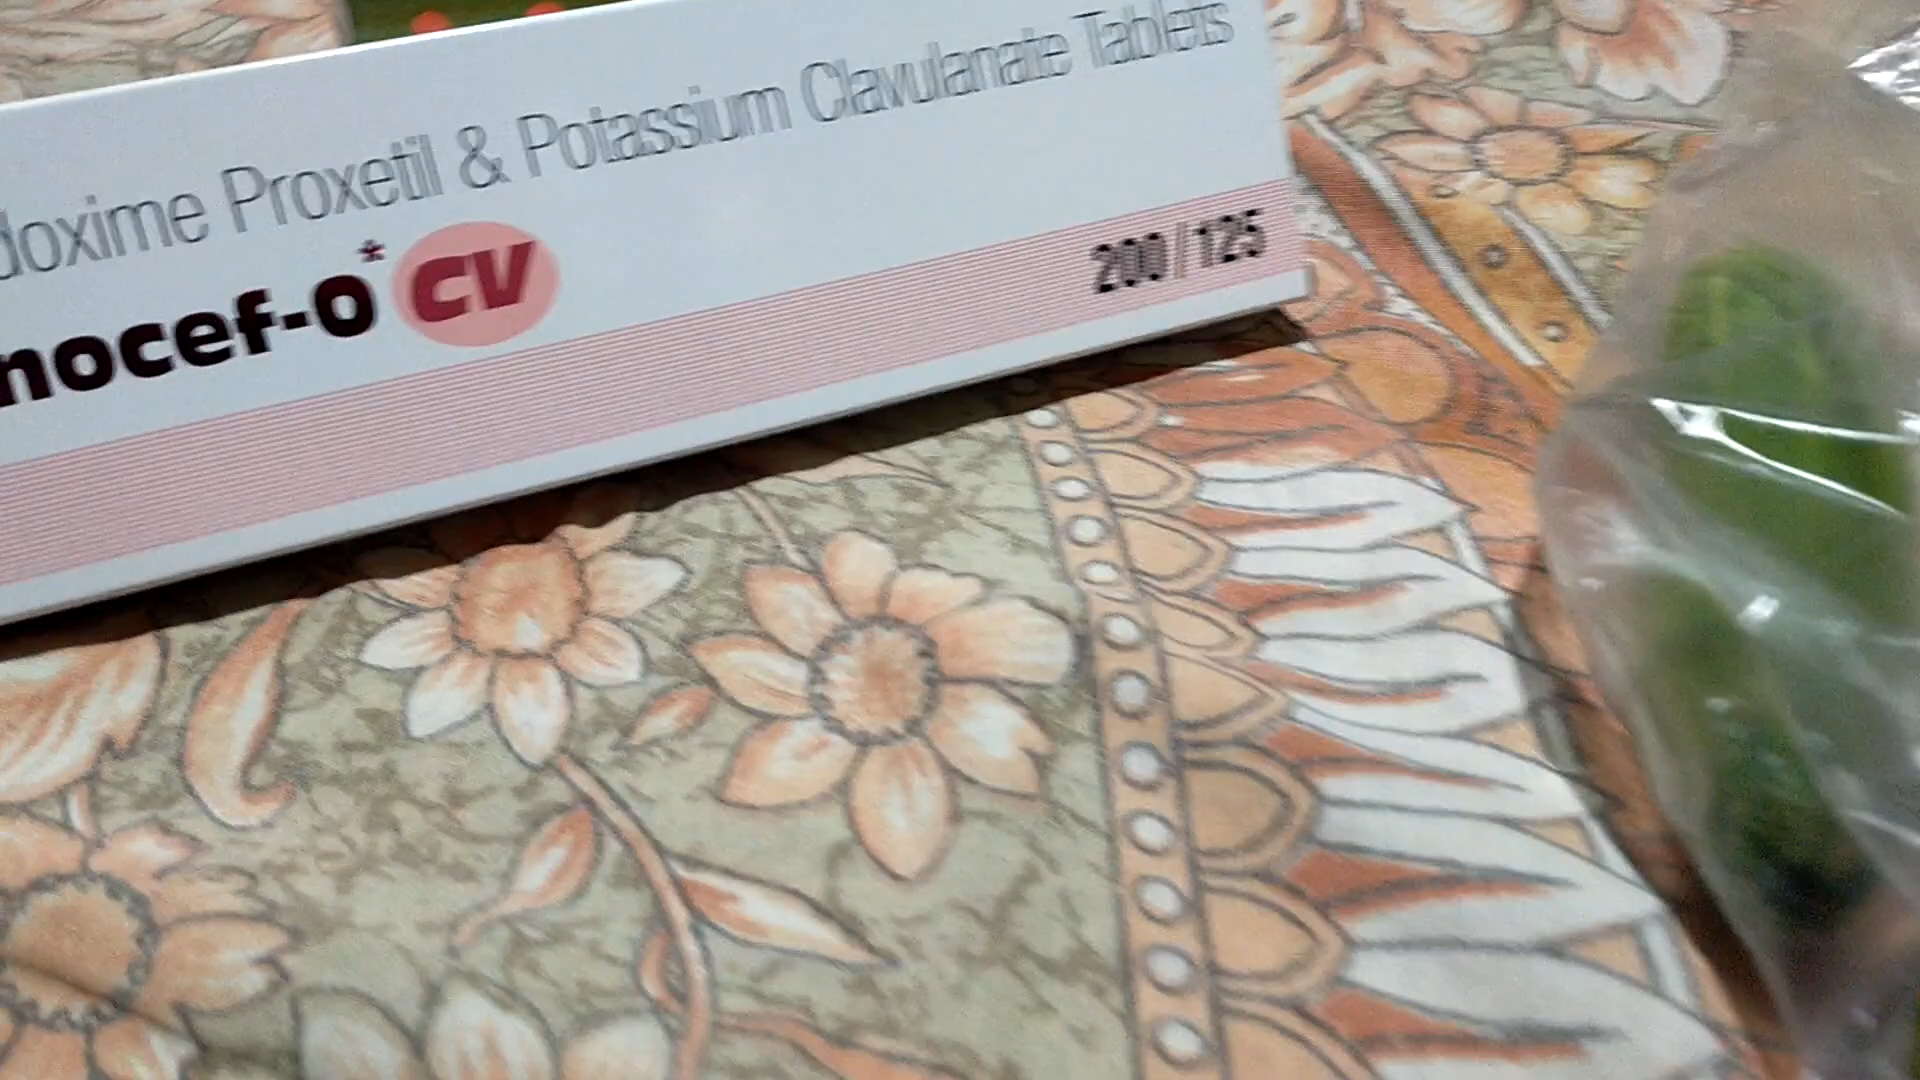 doxime Proxetil & Potassium Clavulanate Tablets
nocef-o* CV
200/125